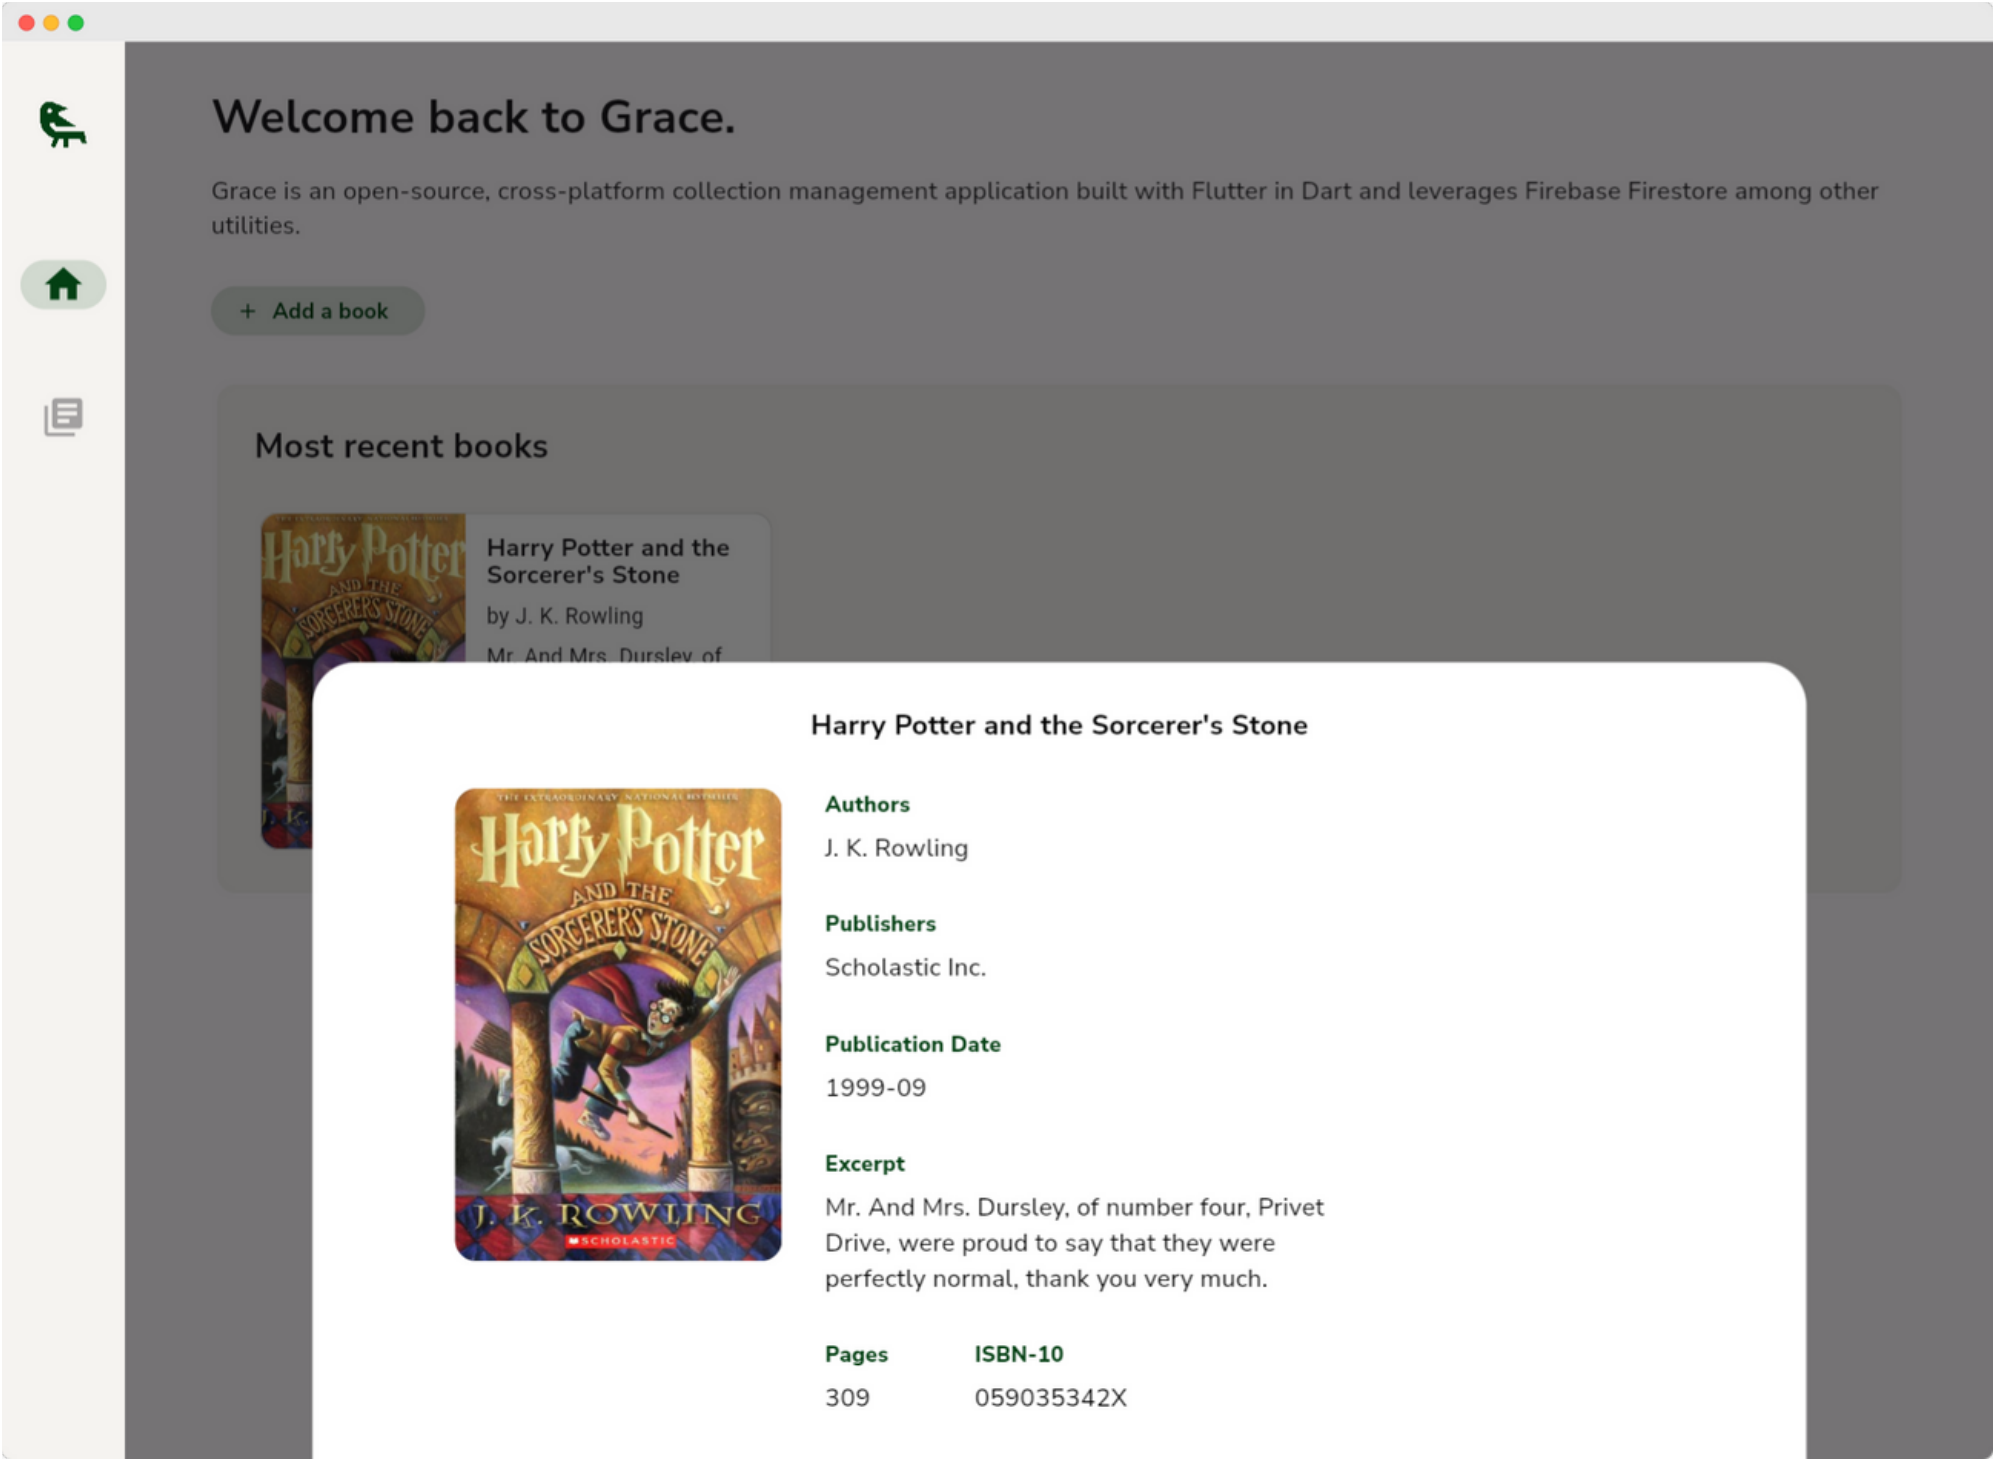 Welcome back to Grace.
Grace is an open-source, cross-platform collection management application built with Flutter in Dart and leverages Firebase Firestore among other
utilities.
+ Add a book
Most recent books
Harry Potter
AND THE
SORCERER'S STONE
J. K.
Harry Potter and the
Sorcerer's Stone
by J. K. Rowling
Mr. And Mrs. Dursley, of
Harry Potter and the Sorcerer's Stone
THE EXTRAORDINARY NATIONAL BESTSELLER
Harry Potter
AND THE
SORCERER'S STONE
J. K. ROWLING
SCHOLASTIC
Authors
J. K. Rowling
Publishers
Scholastic Inc.
Publication Date
1999-09
Excerpt
Mr. And Mrs. Dursley, of number four, Privet
Drive, were proud to say that they were
perfectly normal, thank you very much.
Pages
309
ISBN-10
059035342X